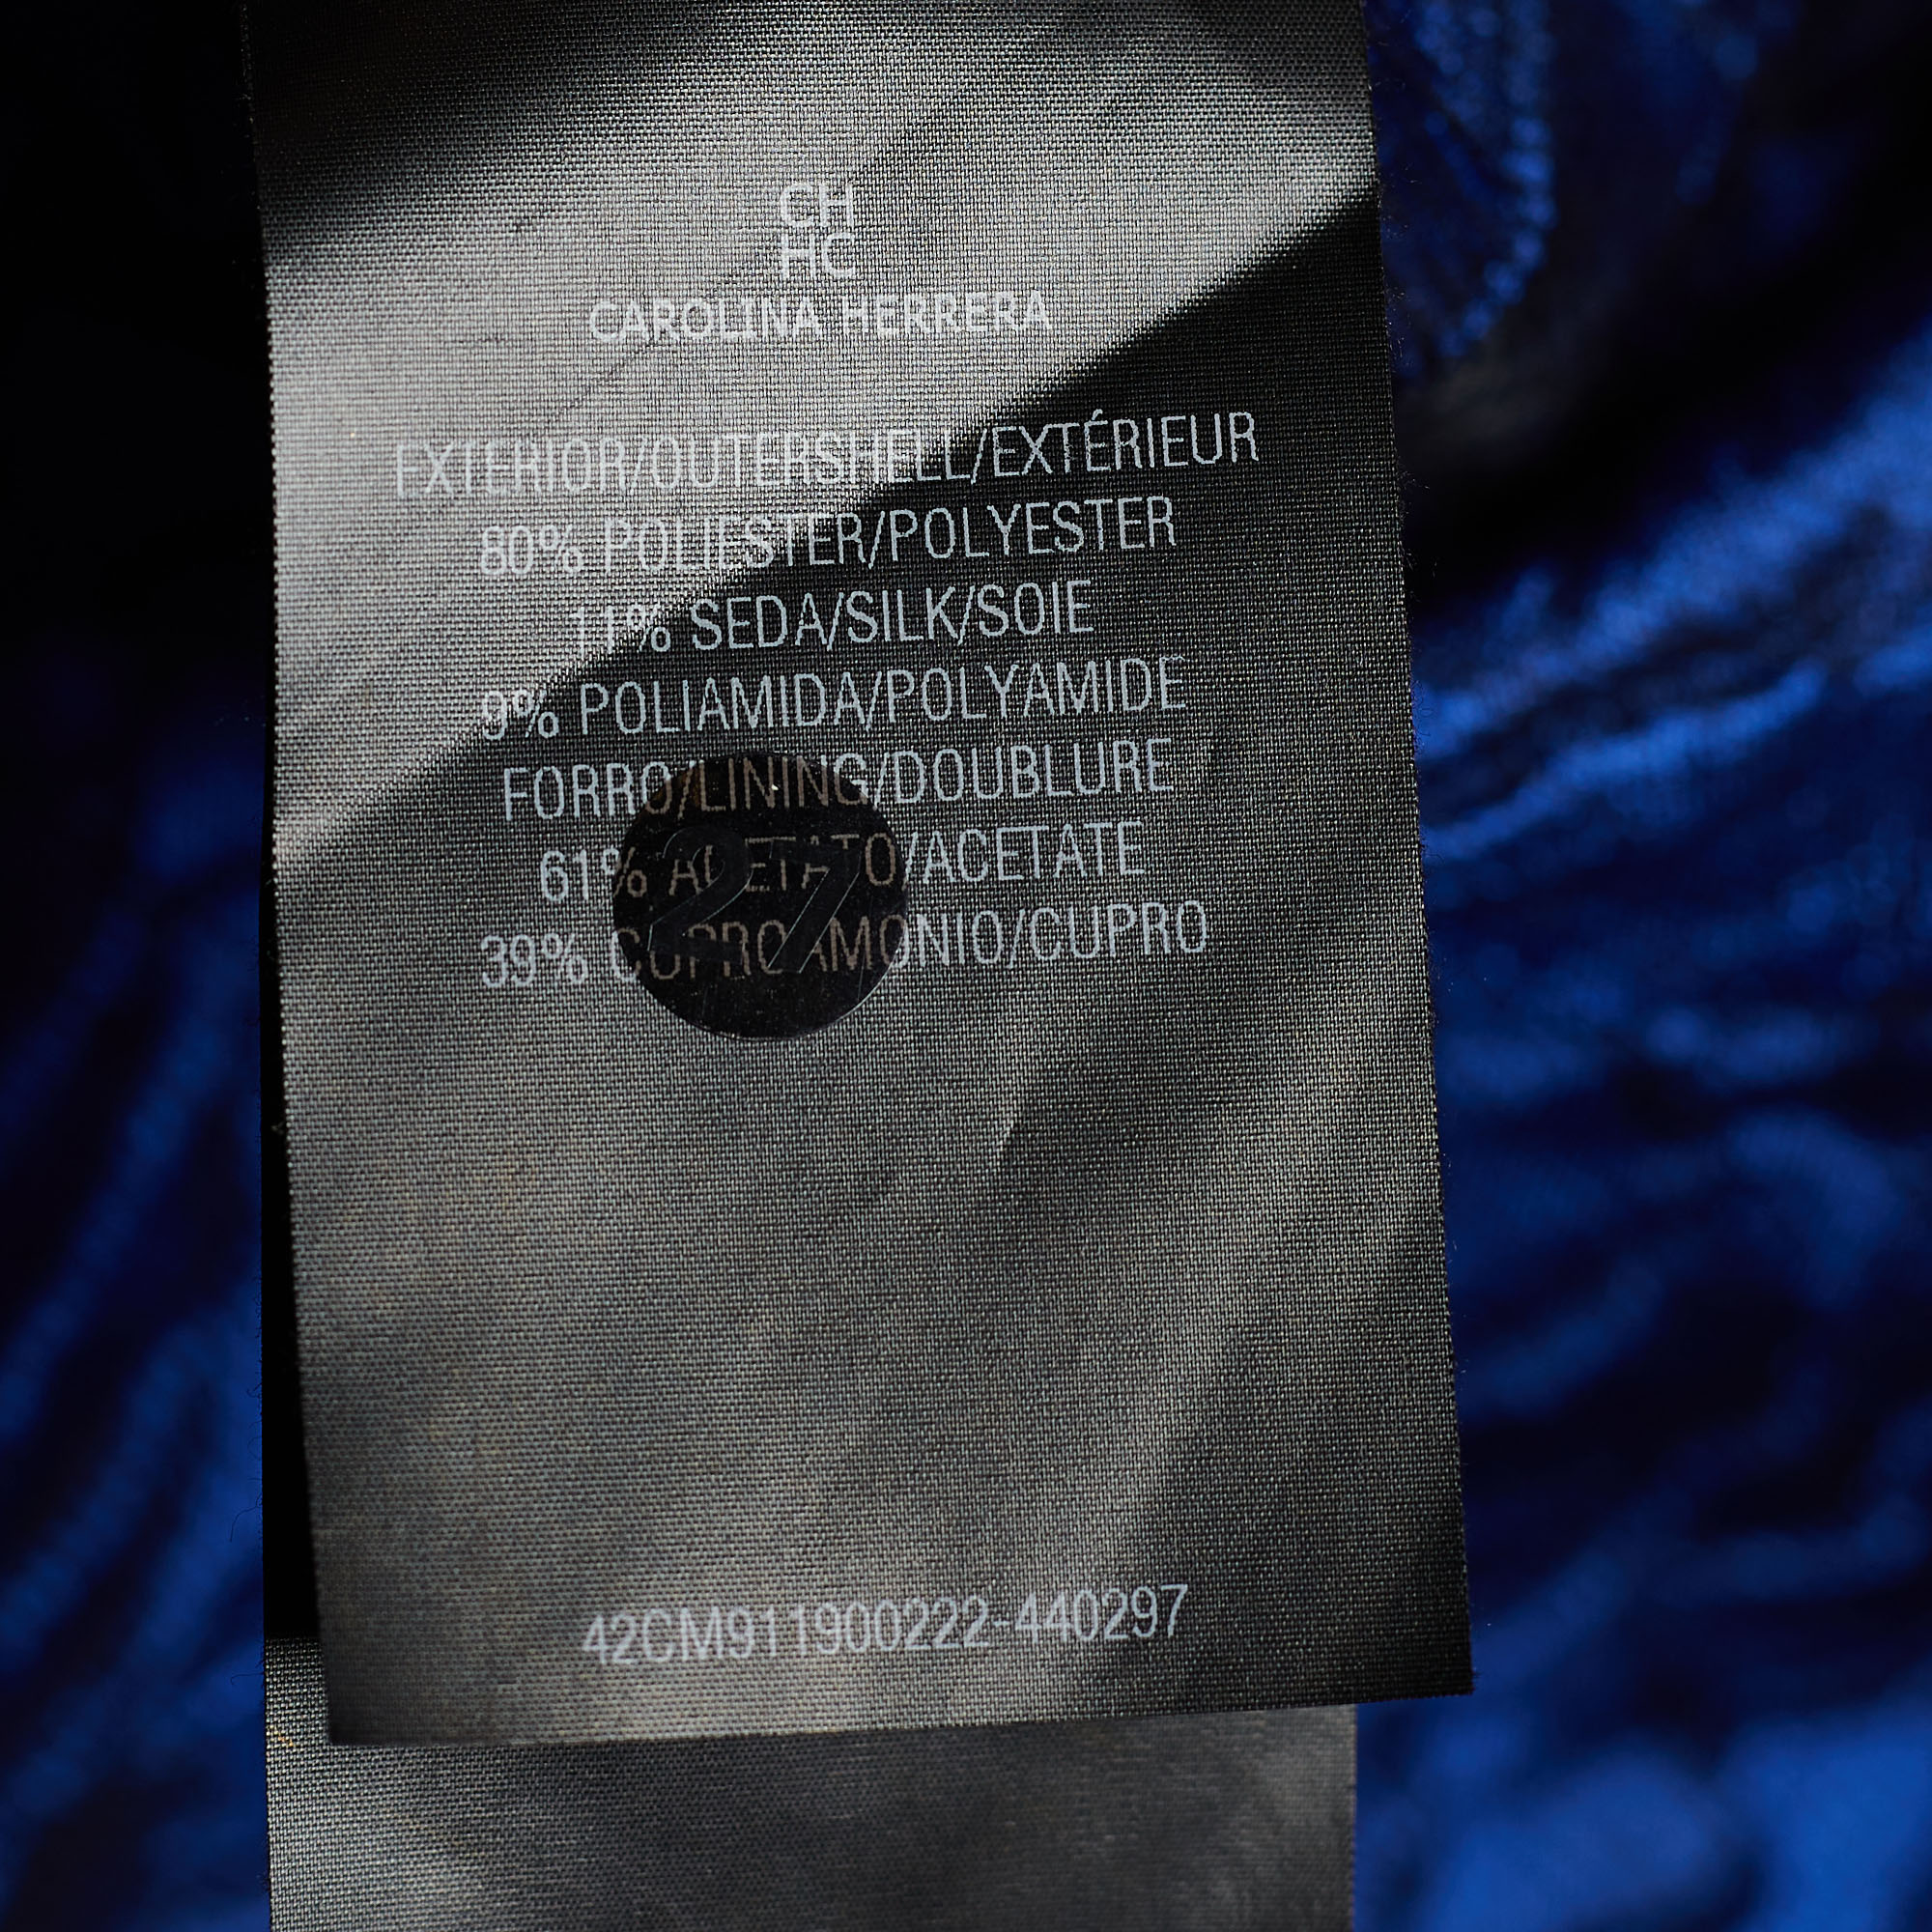 CH
HC
CAROLINA HERRERA
EXTERIOR/OUTERSHELL/EXTÉRIEUR
80% POLIESTER/POLYESTER
11% SEDA/SILK/SOIE
9% POLIAMIDA/POLYAMIDE
FORRO/LINING/DOUBLURE
61% ACETATO/ACETATE
39% CUPROAMONIO/CUPRO
27
42CM911900222-440297